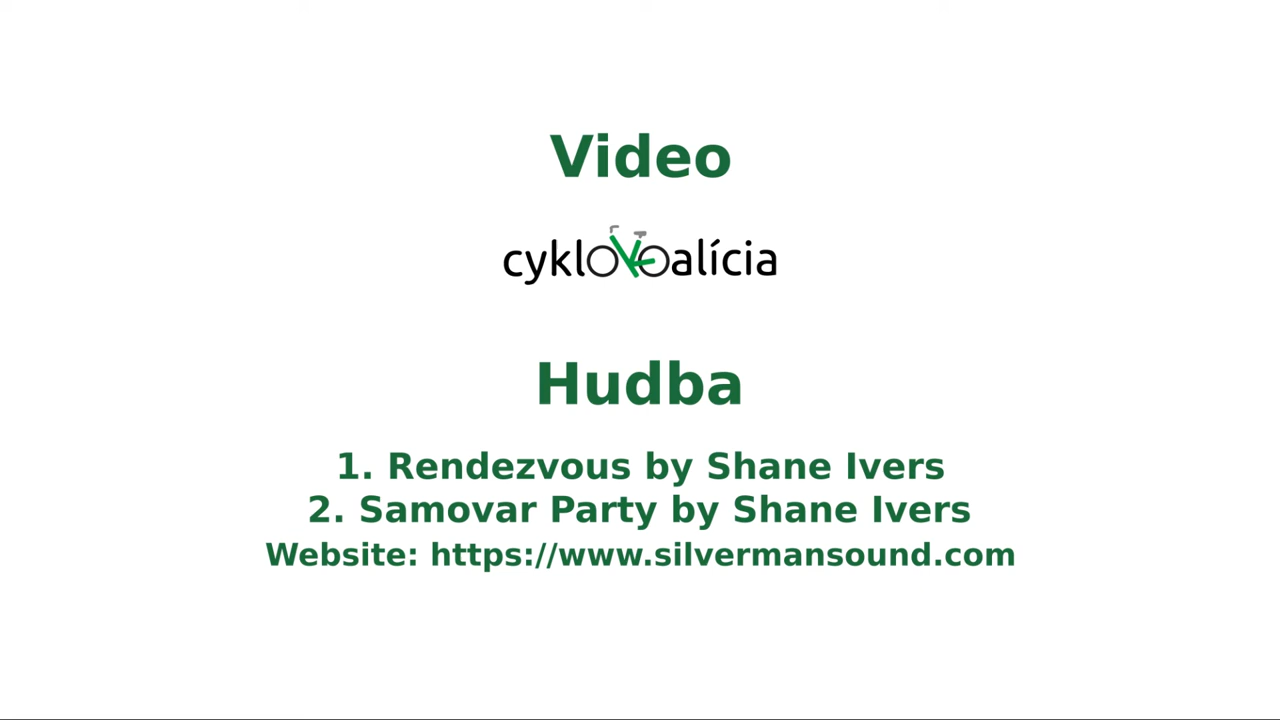 Video
cykloKoalícia
Hudba
1. Rendezvous by Shane Ivers
2. Samovar Party by Shane Ivers
Website: https://www.silvermansound.com